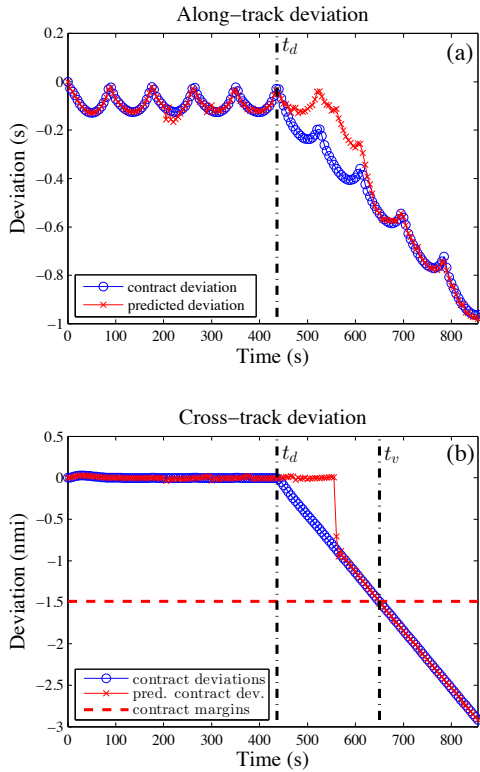 Along−track deviation
0.2
0
−0.2
−0.4
−0.6
−0.8
−1
Deviation (s)
t_d
(a)
contract deviation
predicted deviation
0 100 200 300 400 500 600 700 800
Time (s)
Cross−track deviation
0.5
0
−0.5
−1
−1.5
−2
−2.5
−3
Deviation (nmi)
t_d
t_v
(b)
contract deviations
pred. contract dev.
contract margins
0 100 200 300 400 500 600 700 800
Time (s)